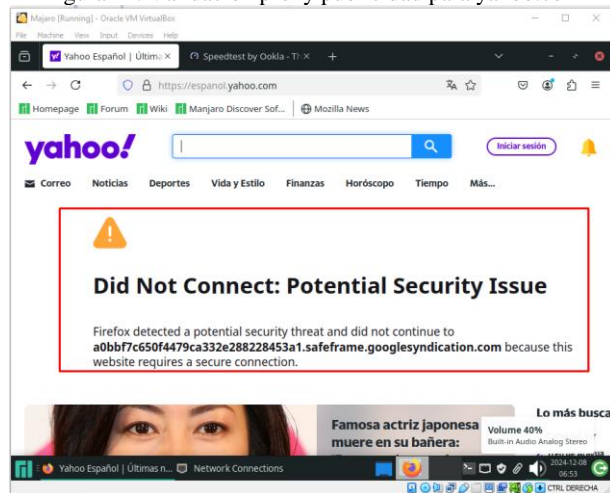 Majaro [Running] - Oracle VM VirtualBox
File Machine View Input Devices Help
Yahoo Español | Última
Speedtest by Ookla - Th
https://espanol.yahoo.com
Homepage Forum Wiki Manjaro Discover Sof... Mozilla News
yahoo!
Iniciar sesión
Correo Noticias Deportes Vida y Estilo Finanzas Horóscopo Tiempo Más...
Did Not Connect: Potential Security Issue
Firefox detected a potential security threat and did not continue to
a0bbf7c650f4479ca332e288228453a1.safeframe.googlesyndication.com because this
website requires a secure connection.
Famosa actriz japonesa
muere en su bañera:
Lo más busca
Volume 40%
Built-in Audio Analog Stereo
Yahoo Español | Últimas n...
Network Connections
2024-12-08
06:53
CTRL DERECHA